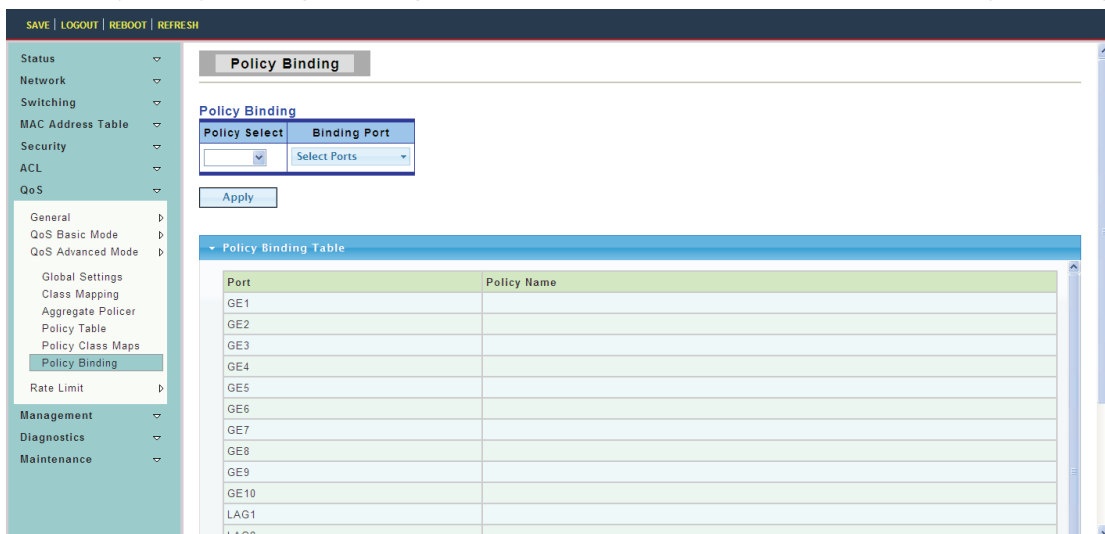 SAVE | LOGOUT | REBOOT | REFRESH
Status
Network
Switching
MAC Address Table
Security
ACL
QoS
General
QoS Basic Mode
QoS Advanced Mode
Global Settings
Class Mapping
Aggregate Policer
Policy Table
Policy Class Maps
Policy Binding
Rate Limit
Management
Diagnostics
Maintenance
Policy Binding
Policy Binding
Policy Select Binding Port
Select Ports
Apply
Policy Binding Table
Port Policy Name
GE1
GE2
GE3
GE4
GE5
GE6
GE7
GE8
GE9
GE10
LAG1